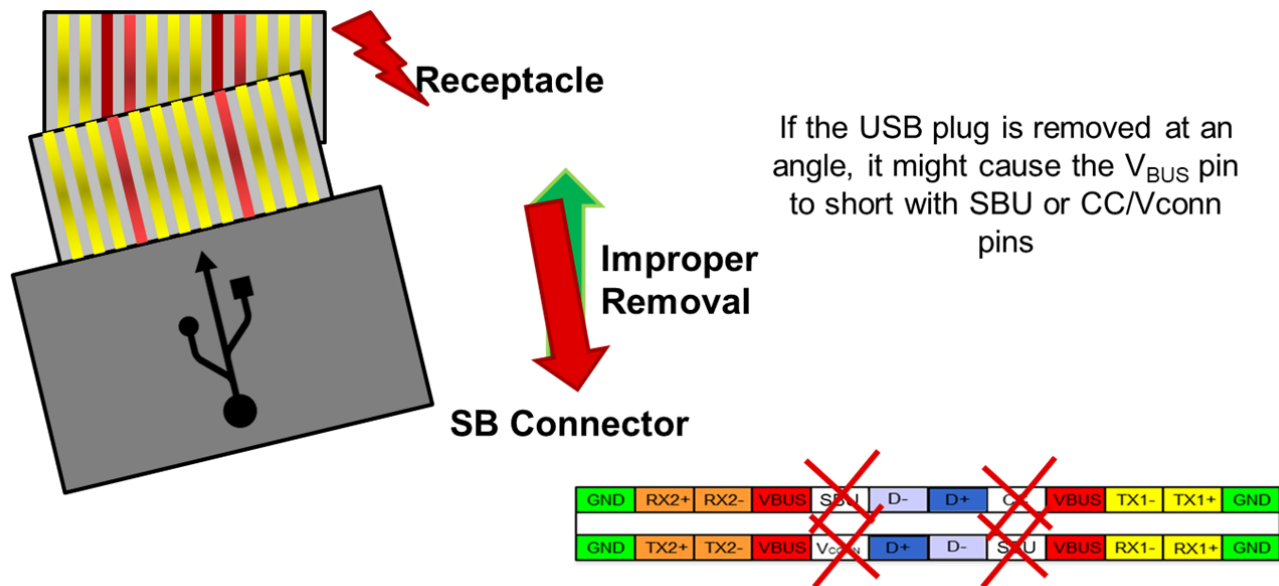 Receptacle
If the USB plug is removed at an
angle, it might cause the VBUS pin
to short with SBU or CC/Vconn
pins
Improper
Removal
SB Connector
GND RX2+ RX2- VBUS SBU D- D+ VBUS TX1- TX1+ GND
GND TX2+ TX2- VBUS VCONN D+ D- SBU VBUS RX1- RX1+ GND